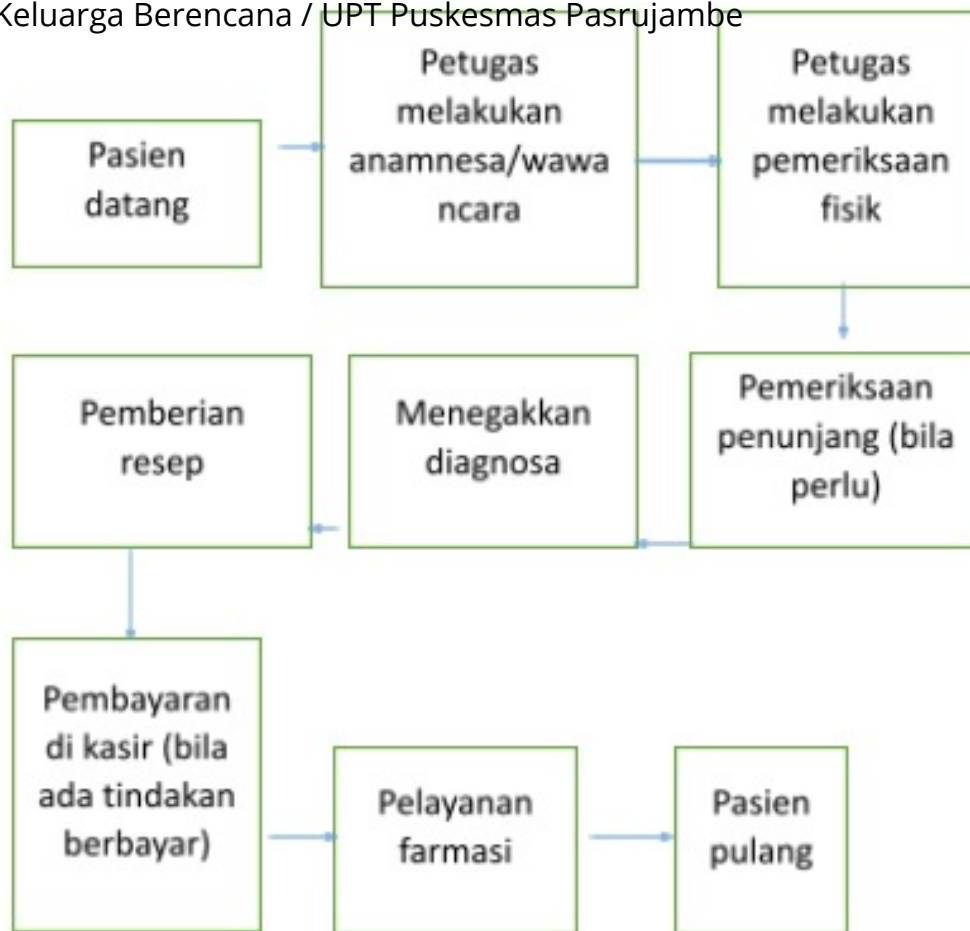 Keluarga Berencana / UPT Puskesmas Pasrujambe
Pasien
datang
Petugas
melakukan
anamnesa/wawa
ncara
Petugas
melakukan
pemeriksaan
fisik
Pemeriksaan
penunjang (bila
perlu)
Menegakkan
diagnosa
Pemberian
resep
Pembayaran
di kasir (bila
ada tindakan
berbayar)
Pelayanan
farmasi
Pasien
pulang